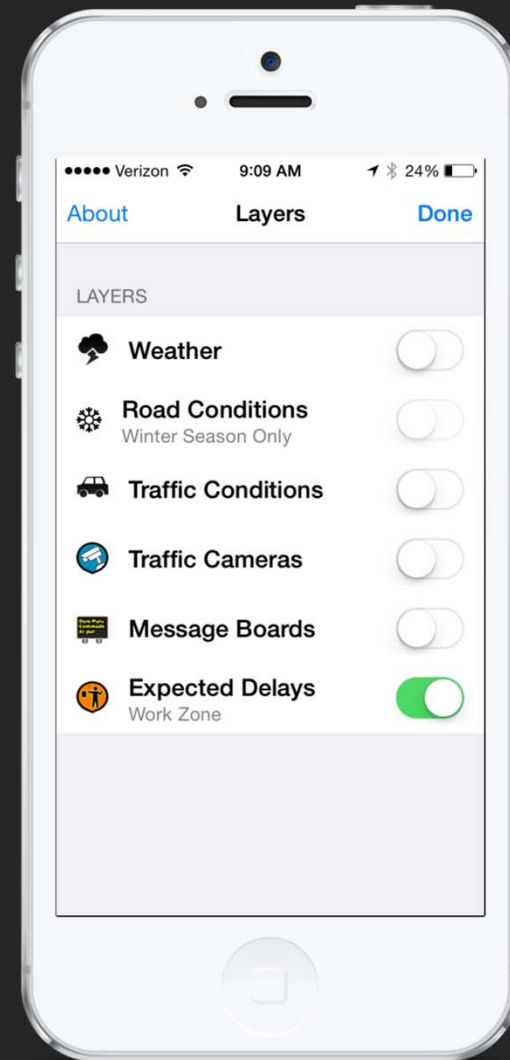 Verizon 9:09 AM 24%
About Layers Done
LAYERS
Weather
Road Conditions
Winter Season Only
Traffic Conditions
Traffic Cameras
Message Boards
Expected Delays
Work Zone